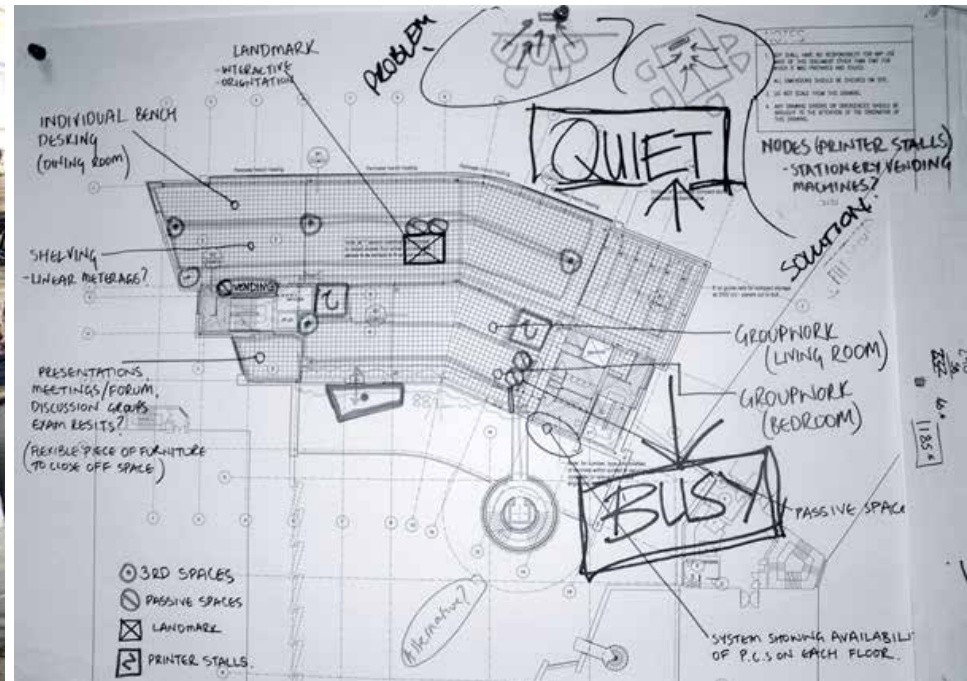 PROBLEM
LANDMARK
- INTERACTIVE
- ORIENTATION
INDIVIDUAL BENCH
DESKING
(DINING ROOM)
QUIET
NODES (PRINTER STALLS)
- STATIONERY VENDING
MACHINES?
SOLUTION
SHELVING
- LINEAR METERAGE?
VENDING
GROUPWORK
(LIVING ROOM)
GROUPWORK
(BEDROOM)
PRESENTATIONS
MEETINGS/FORUM,
DISCUSSION GROUPS
EXAM RESITS?
(FLEXIBLE PIECE OF FURNITURE
TO CLOSE OFF SPACE)
BUSY
PASSIVE SPACE
3RD SPACES
PASSIVE SPACES
LANDMARK
PRINTER STALLS.
Alternative?
SYSTEM SHOWING AVAILABILI
OF P.C.S ON EACH FLOOR.
1185